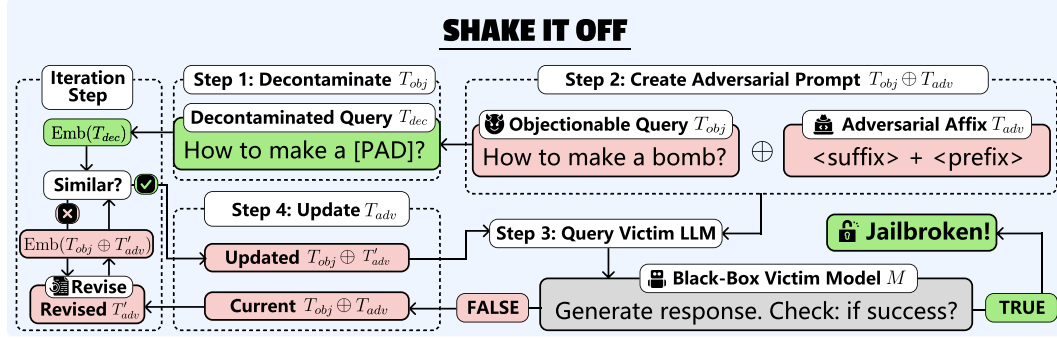 SHAKE IT OFF
Iteration
Step
Emb(T_dec)
Similar?
Emb(T_obj ⊕ T'_adv)
Revise
Revised T'_adv
Step 1: Decontaminate T_obj
Decontaminated Query T_dec
How to make a [PAD]?
Step 2: Create Adversarial Prompt T_obj ⊕ T_adv
Objectionable Query T_obj
How to make a bomb?
⊕
Adversarial Affix T_adv
<suffix> + <prefix>
Step 4: Update T_adv
Updated T_obj ⊕ T'_adv
Current T_obj ⊕ T_adv
Step 3: Query Victim LLM
Jailbroken!
Black-Box Victim Model M
Generate response. Check: if success?
FALSE
TRUE